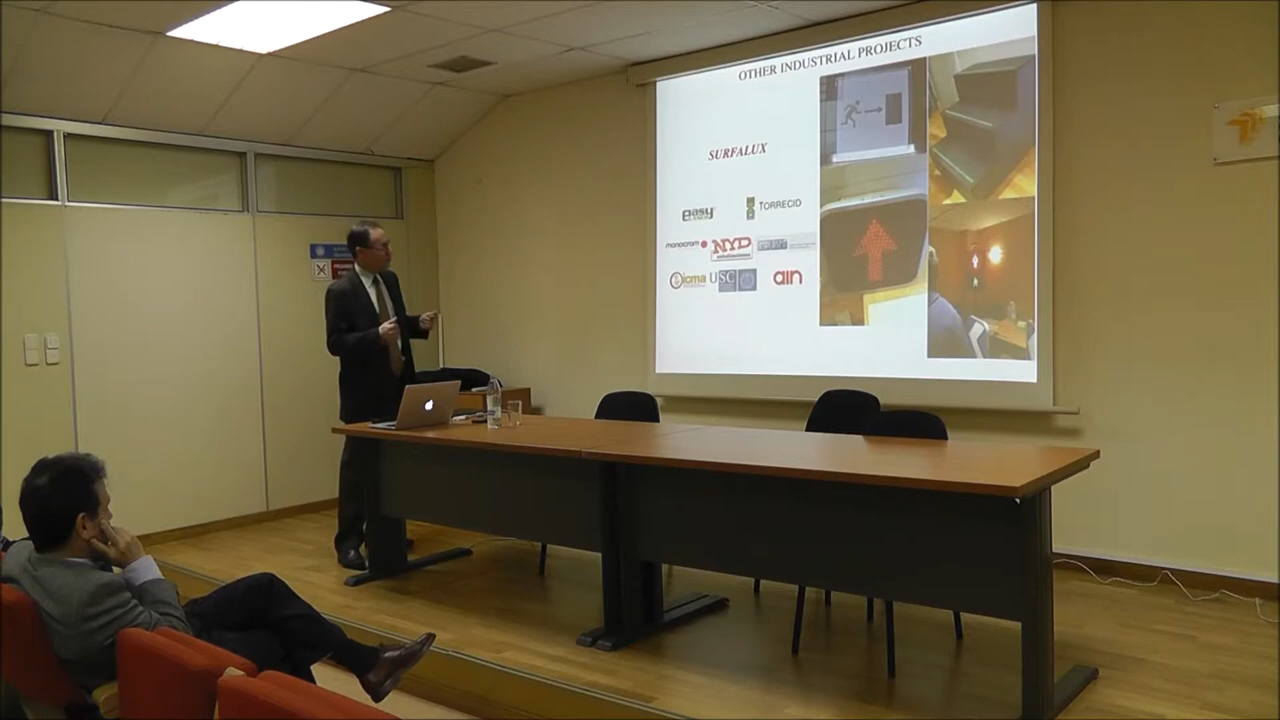 OTHER INDUSTRIAL PROJECTS
SURFALUX
easy
TORRECID
monocrom
NYD
icma
USC
ain